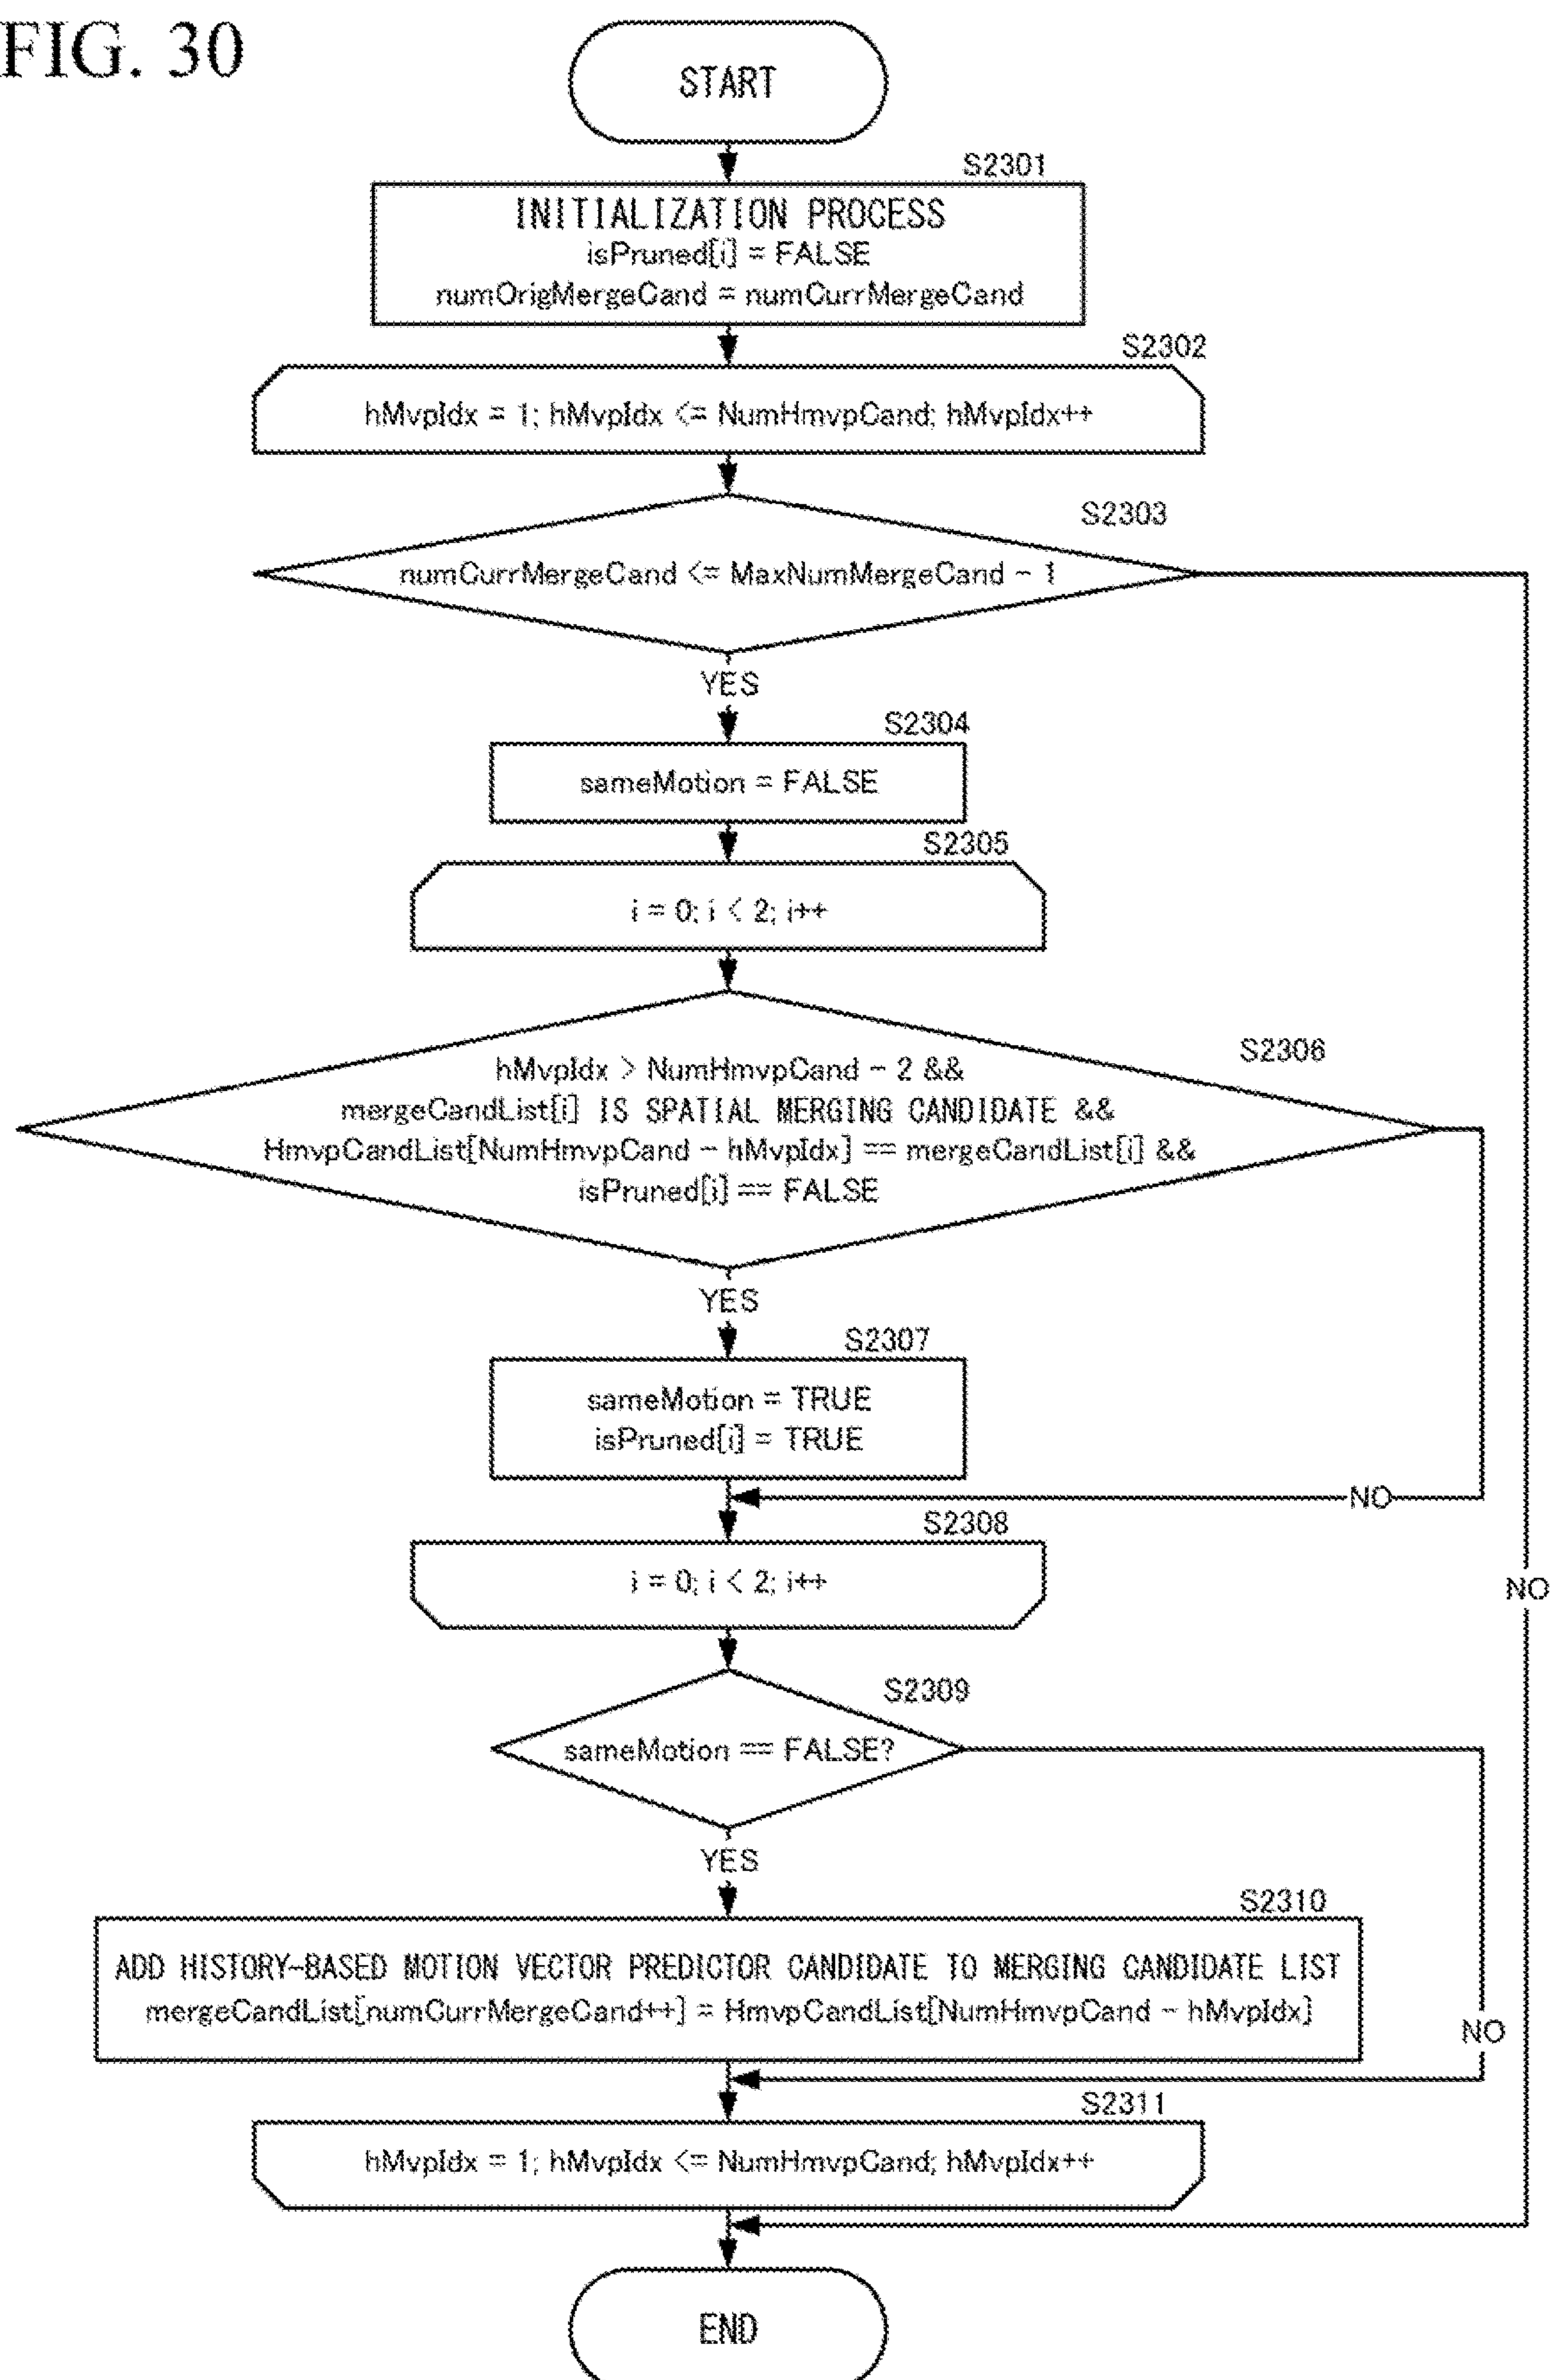 FIG. 30
START
S2301
INITIALIZATION PROCESS
isPruned[i] = FALSE
numOrigMergeCand = numCurrMergeCand
S2302
hMvpIdx = 1; hMvpIdx <= NumHmvpCand; hMvpIdx++
S2303
numCurrMergeCand <= MaxNumMergeCand - 1
YES
S2304
sameMotion = FALSE
S2305
i = 0; i < 2; i++
S2306
hMvpIdx > NumHmvpCand - 2 &&
mergeCandList[i] IS SPATIAL MERGING CANDIDATE &&
HmvpCandList[NumHmvpCand - hMvpIdx] == mergeCandList[i] &&
isPruned[i] == FALSE
YES
S2307
sameMotion = TRUE
isPruned[i] = TRUE
NO
S2308
i = 0; i < 2; i++
NO
S2309
sameMotion == FALSE?
YES
S2310
ADD HISTORY-BASED MOTION VECTOR PREDICTOR CANDIDATE TO MERGING CANDIDATE LIST
mergeCandList[numCurrMergeCand++] = HmvpCandList[NumHmvpCand - hMvpIdx]
NO
S2311
hMvpIdx = 1; hMvpIdx <= NumHmvpCand; hMvpIdx++
END